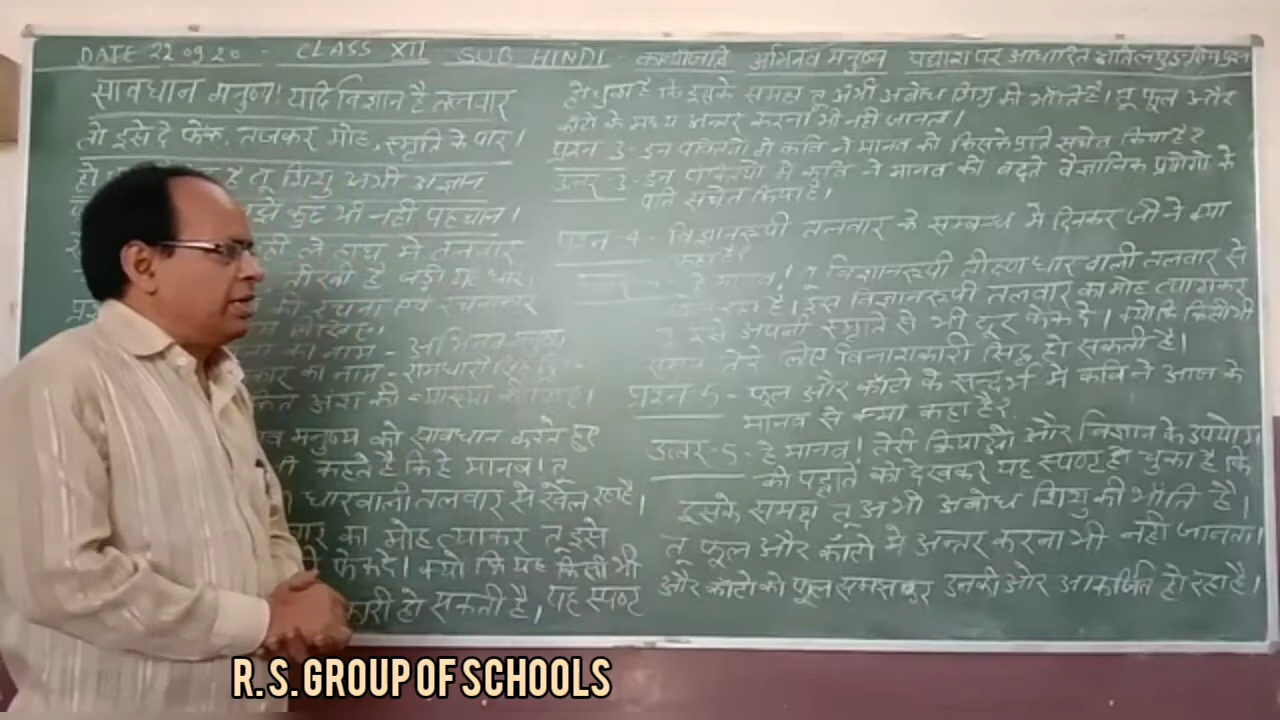 DATE 22 09 20 - CLASS XII SUB HINDI काव्यांजलि अभिनव मनुष्य पद्यांश पर आधारित
सावधान मनुष्य! यदि विज्ञान है तलवार
तो इसे दे फेंक, तजकर मोह, स्मृति के पार।
हो है तू शिशु अभी अज्ञान
कुछ भी नहीं पहचान।
ले हाथ में तलवार
तीखी है बड़ी यह धार।
की रचना एवं रचनाकार
का नाम - अभिनव मनुष्य
का नाम - रामधारी सिंह
अंश की व्याख्या कीजिए।
मनुष्य को सावधान करते हुए
कहते है कि हे मानव! तू
धारवाली तलवार से खेल रहा है।
का मोह त्यागकर तू इसे
फेंक दे। क्यों कि यह किसी भी
हो सकती है, यह स्पष्ट
हो चुका है कि इसके समक्ष तू अभी अबोध शिशु की भाँति है। तू फूल और
काँटो के मध्य अन्तर करना भी नहीं जानता।
प्रश्न 3 - इन पंक्तियों में कवि ने मानव को किसके प्रति सचेत किया है?
उत्तर - 3 - इन पंक्तियों में कवि ने मानव को बढ़ते वैज्ञानिक प्रयोगों के
प्रति सचेत किया है।
प्रश्न 4 - विज्ञानरूपी तलवार के सम्बन्ध में दिनकर जी ने क्या
कहा है?
हे मानव! तू विज्ञानरूपी तीक्ष्ण धार वाली तलवार से
रहा है। इस विज्ञानरूपी तलवार का मोह त्यागकर
तू इसे अपनी स्मृति से भी दूर फेंक दे। क्यों कि किसी भी
समय तेरे लिए विनाशकारी सिद्ध हो सकती है।
प्रश्न - 5 - फूल और काँटो के सन्दर्भ में कवि ने आज के
मानव से क्या कहा है?
उत्तर - 5 - हे मानव! तेरी क्रियाओं और विज्ञान के उपयोग
की पद्धति को देखकर यह स्पष्ट हो चुका है कि
इसके समक्ष तू अभी अबोध शिशु की भाँति है।
तू फूल और काँटो में अन्तर करना भी नहीं जानता।
और काँटो को फूल समझकर उनकी ओर आकर्षित हो रहा है।
R. S. GROUP OF SCHOOLS